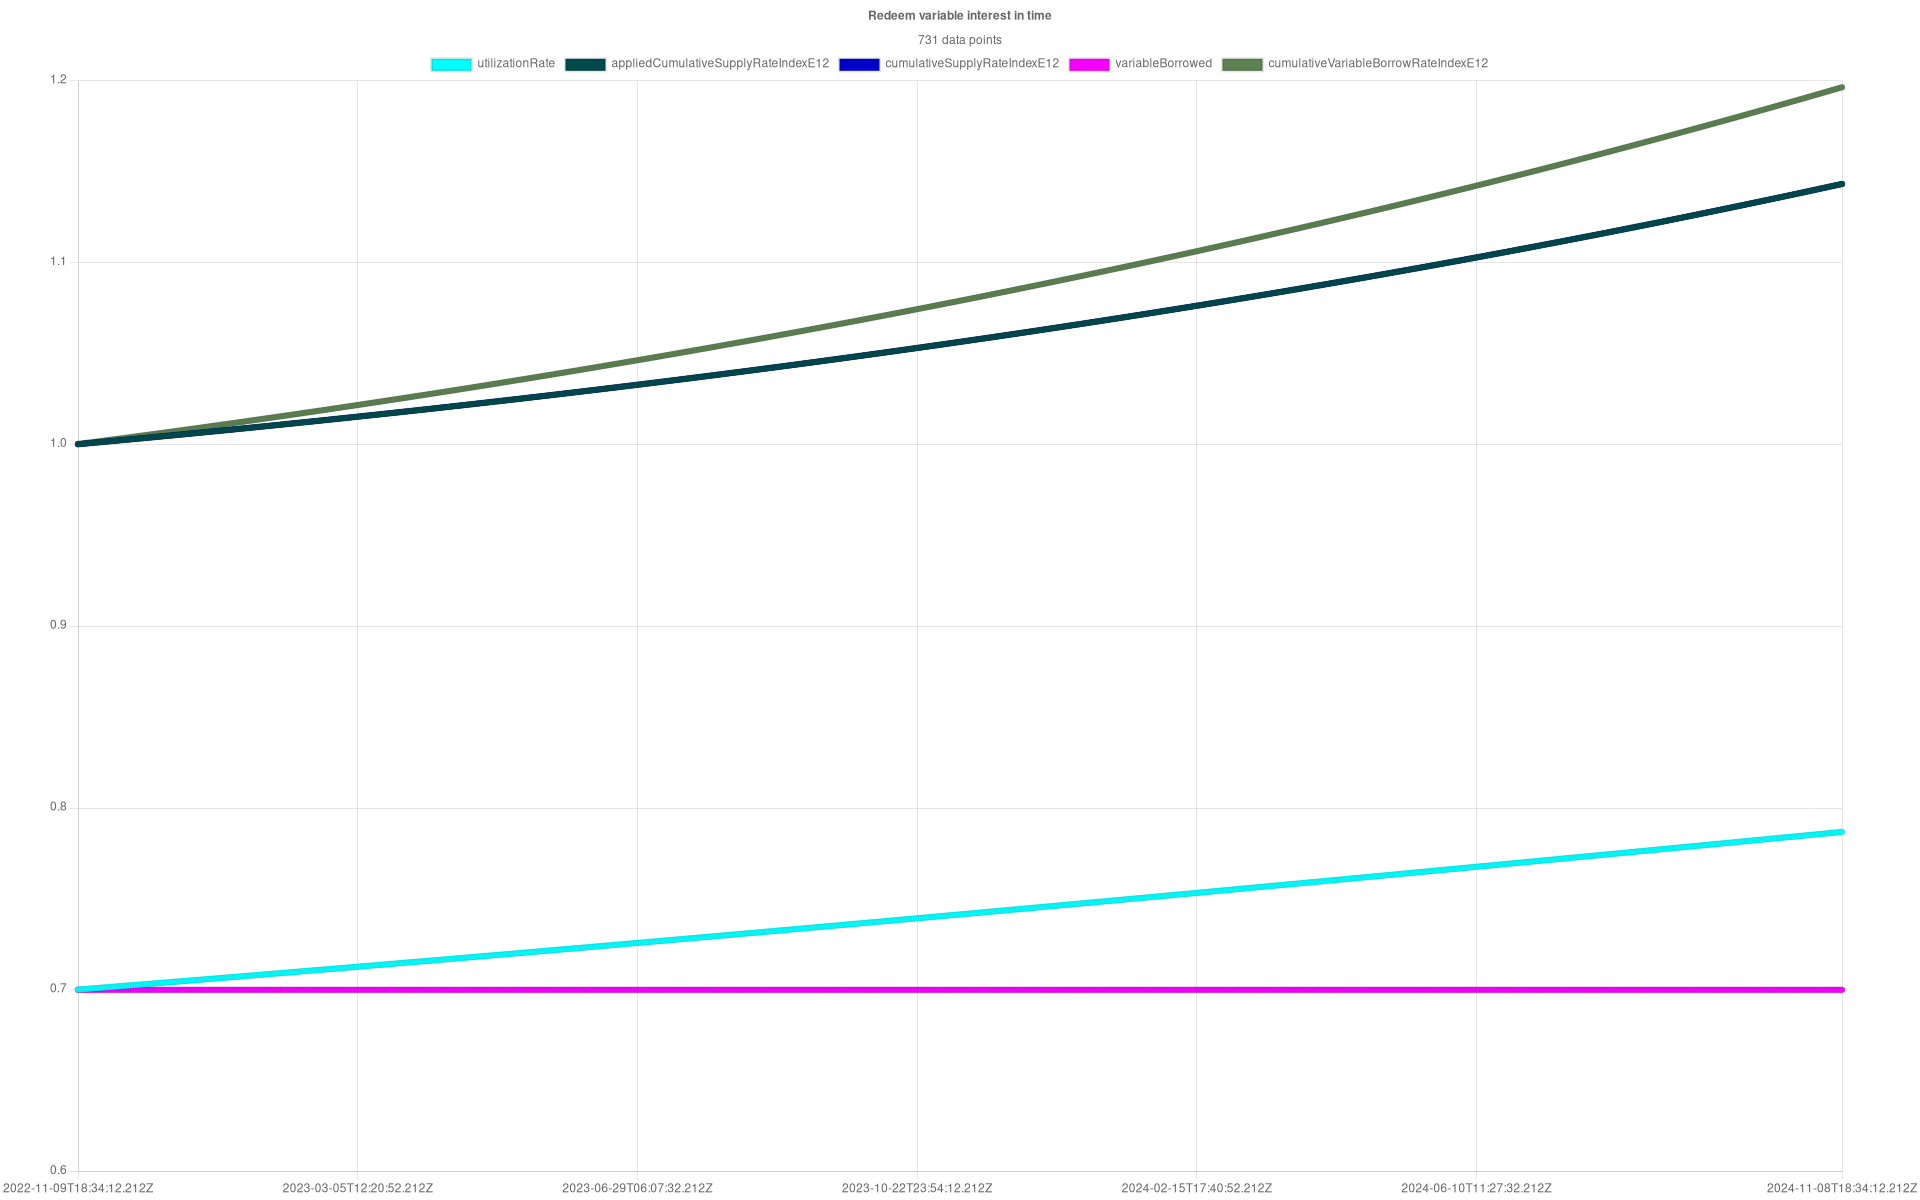 Redeem variable interest in time
731 data points
utilizationRate appliedCumulativeSupplyRateIndexE12 cumulativeSupplyRateIndexE12 variableBorrowed cumulativeVariableBorrowRateIndexE12
1.2
1.1
1.0
0.9
0.8
0.7
0.6
2022-11-09T18:34:12.212Z 2023-03-05T12:20:52.212Z 2023-06-29T06:07:32.212Z 2023-10-22T23:54:12.212Z 2024-02-15T17:40:52.212Z 2024-06-10T11:27:32.212Z 2024-11-08T18:34:12.212Z